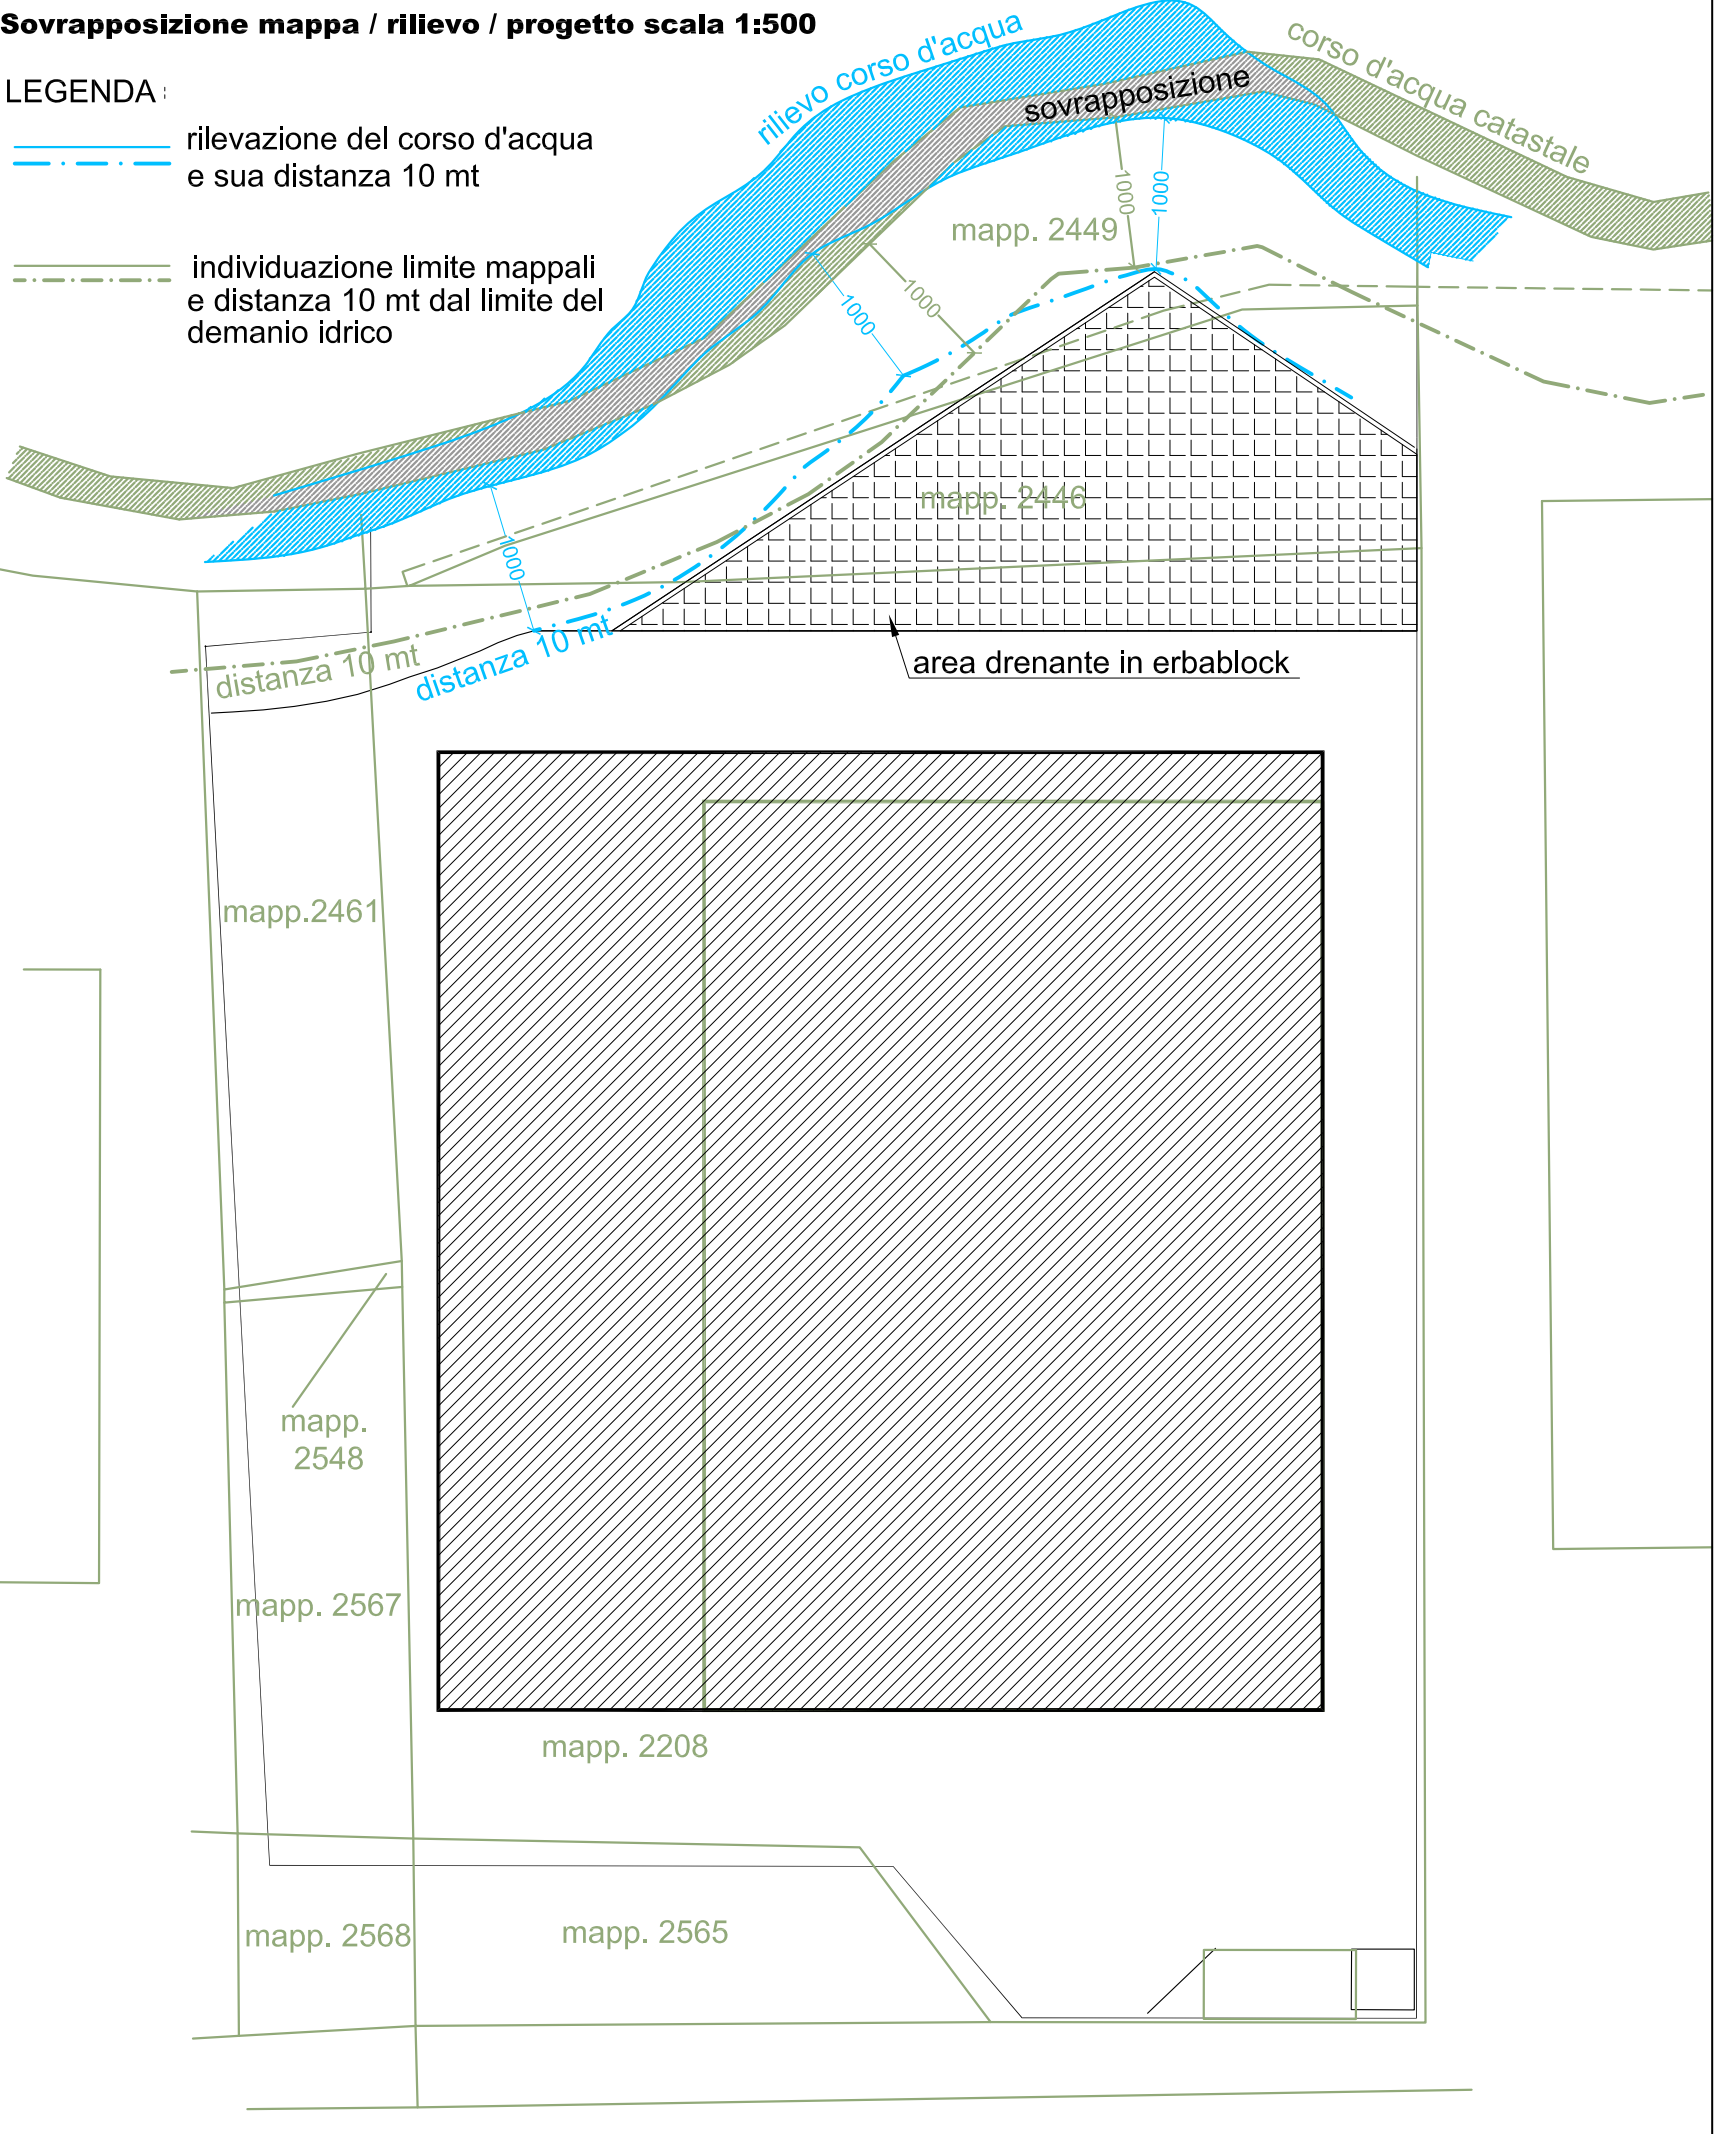 Sovrapposizione mappa / rilievo / progetto scala 1:500
LEGENDA :
rilevazione del corso d'acqua
e sua distanza 10 mt
individuazione limite mappali
e distanza 10 mt dal limite del
demanio idrico
rilievo corso d'acqua
sovrapposizione
corso d'acqua catastale
mapp. 2449
1000
1000
1000
1000
1000
mapp. 2446
distanza 10 mt
distanza 10 mt
area drenante in erbablock
mapp.2461
mapp.
2548
mapp. 2567
mapp. 2208
mapp. 2568
mapp. 2565